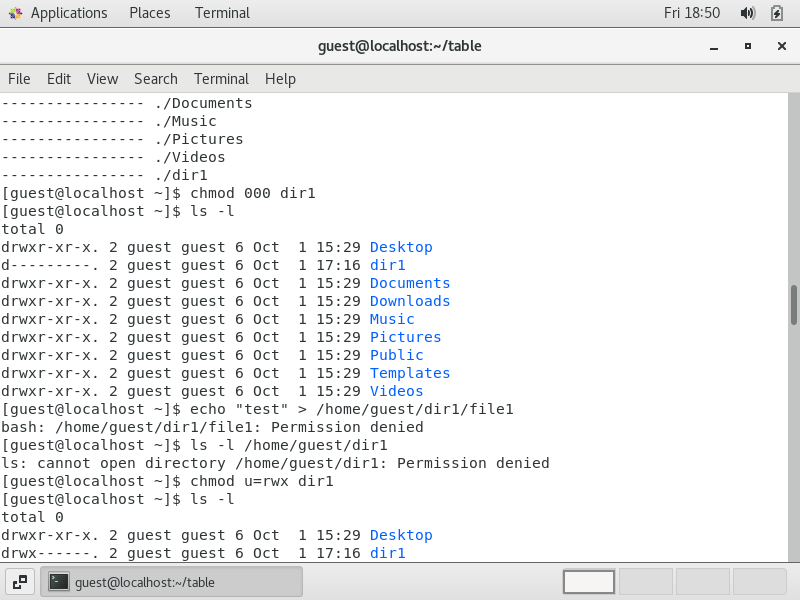 Applications Places Terminal Fri 18:50
guest@localhost:~/table
File Edit View Search Terminal Help
---------------- ./Documents
---------------- ./Music
---------------- ./Pictures
---------------- ./Videos
---------------- ./dir1
[guest@localhost ~]$ chmod 000 dir1
[guest@localhost ~]$ ls -l
total 0
drwxr-xr-x. 2 guest guest 6 Oct  1 15:29 Desktop
d---------. 2 guest guest 6 Oct  1 17:16 dir1
drwxr-xr-x. 2 guest guest 6 Oct  1 15:29 Documents
drwxr-xr-x. 2 guest guest 6 Oct  1 15:29 Downloads
drwxr-xr-x. 2 guest guest 6 Oct  1 15:29 Music
drwxr-xr-x. 2 guest guest 6 Oct  1 15:29 Pictures
drwxr-xr-x. 2 guest guest 6 Oct  1 15:29 Public
drwxr-xr-x. 2 guest guest 6 Oct  1 15:29 Templates
drwxr-xr-x. 2 guest guest 6 Oct  1 15:29 Videos
[guest@localhost ~]$ echo "test" > /home/guest/dir1/file1
bash: /home/guest/dir1/file1: Permission denied
[guest@localhost ~]$ ls -l /home/guest/dir1
ls: cannot open directory /home/guest/dir1: Permission denied
[guest@localhost ~]$ chmod u=rwx dir1
[guest@localhost ~]$ ls -l
total 0
drwxr-xr-x. 2 guest guest 6 Oct  1 15:29 Desktop
drwx------. 2 guest guest 6 Oct  1 17:16 dir1
guest@localhost:~/table